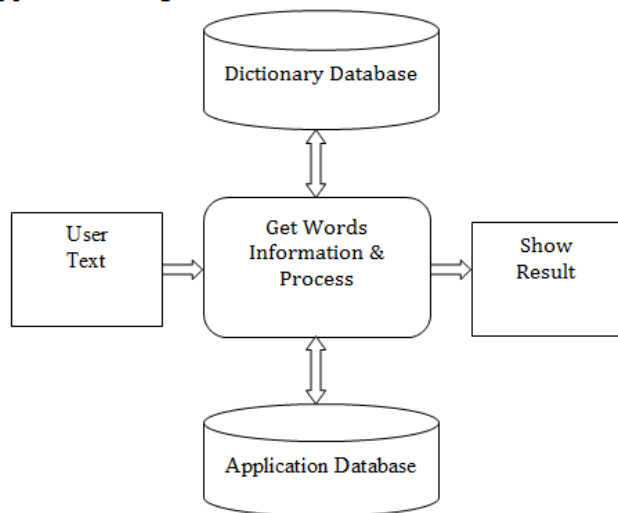 Dictionary Database
User
Text
Get Words
Information &
Process
Show
Result
Application Database